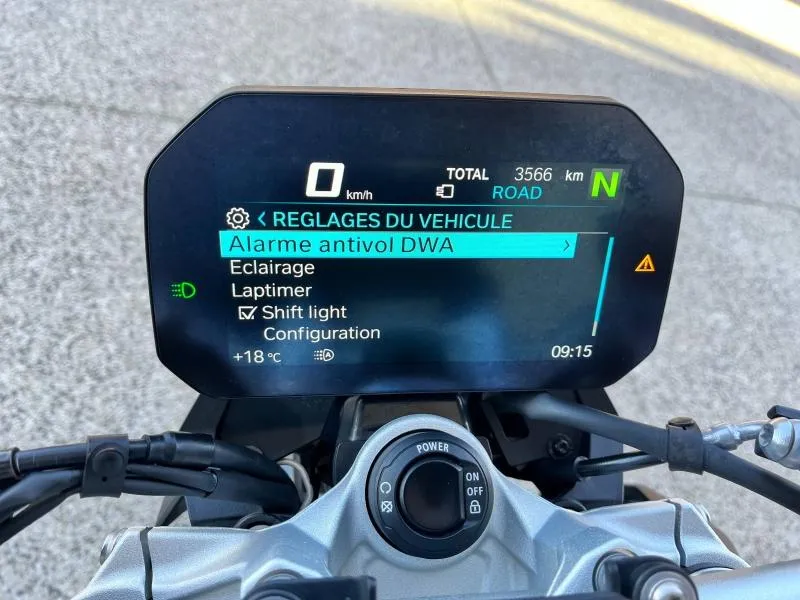 0 km/h
TOTAL 3566 km
ROAD
N
REGLAGES DU VEHICULE
Alarme antivol DWA
Eclairage
Laptimer
Shift light
Configuration
+18 °C
A
09:15
POWER
ON
OFF